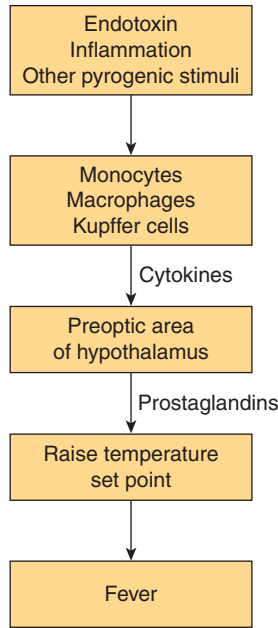 Endotoxin
Inflammation
Other pyrogenic stimuli
Monocytes
Macrophages
Kupffer cells
Cytokines
Preoptic area
of hypothalamus
Prostaglandins
Raise temperature
set point
Fever